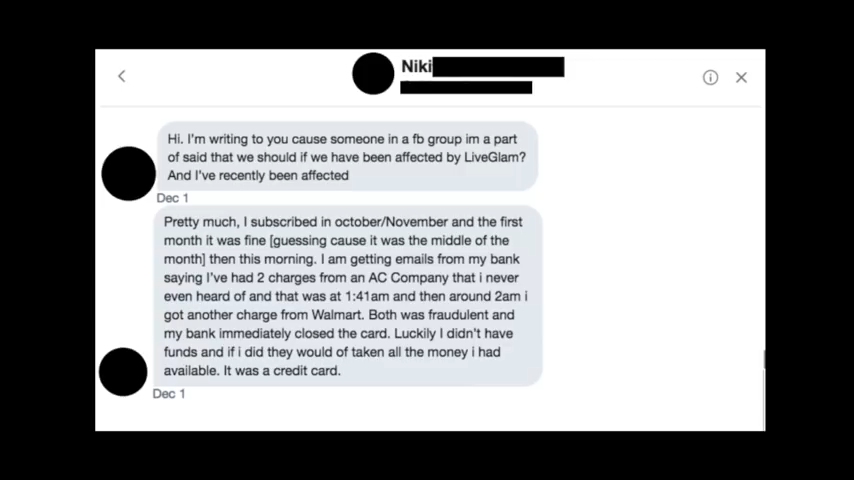 Niki
Hi. I'm writing to you cause someone in a fb group im a part
of said that we should if we have been affected by LiveGlam?
And I've recently been affected
Dec 1
Pretty much, I subscribed in october/November and the first
month it was fine [guessing cause it was the middle of the
month] then this morning. I am getting emails from my bank
saying I've had 2 charges from an AC Company that i never
even heard of and that was at 1:41am and then around 2am i
got another charge from Walmart. Both was fraudulent and
my bank immediately closed the card. Luckily I didn't have
funds and if i did they would of taken all the money i had
available. It was a credit card.
Dec 1